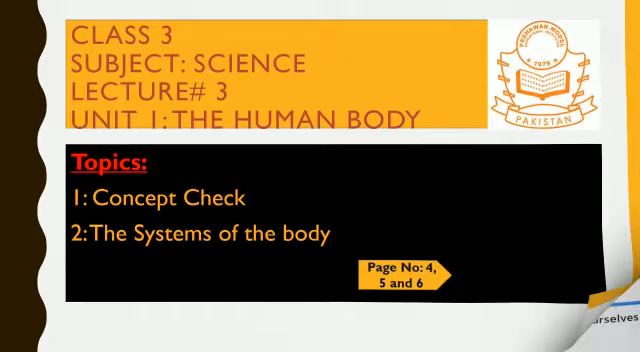 CLASS 3
SUBJECT: SCIENCE
LECTURE# 3
UNIT 1: THE HUMAN BODY
PESHAWAR MODEL
1979
PAKISTAN
Topics:
1: Concept Check
2: The Systems of the body
Page No: 4,
5 and 6
urselves